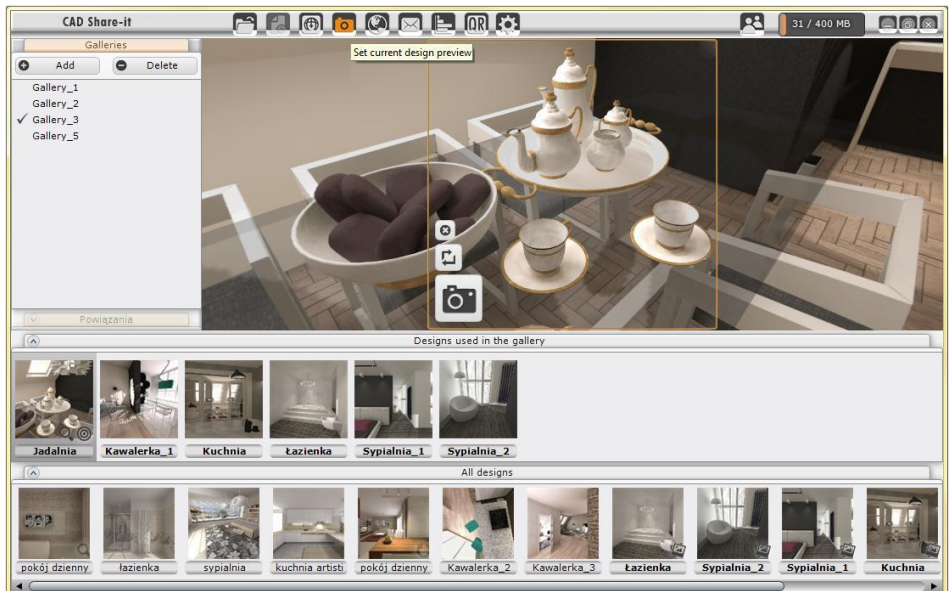 CAD Share-it
QR
31 / 400 MB
Galleries
Set current design preview
Add
Delete
Gallery_1
Gallery_2
Gallery_3
Gallery_5
Powiązania
Designs used in the gallery
Jadalnia
Kawalerka_1
Kuchnia
Łazienka
Sypialnia_1
Sypialnia_2
All designs
pokój dzienny
łazienka
sypialnia
kuchnia artisti
pokój dzienny
Kawalerka_2
Kawalerka_3
Łazienka
Sypialnia_2
Sypialnia_1
Kuchnia